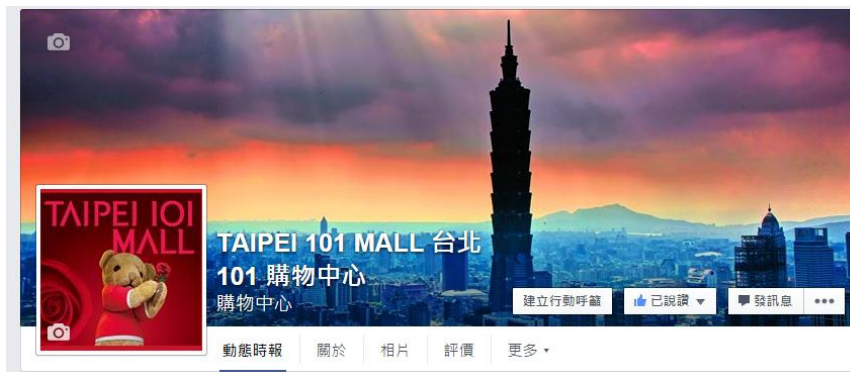 TAIPEI 101
MALL
TAIPEI 101 MALL 台北
101 購物中心
購物中心
建立行動呼籲
已說讚
發訊息
動態時報
關於
相片
評價
更多